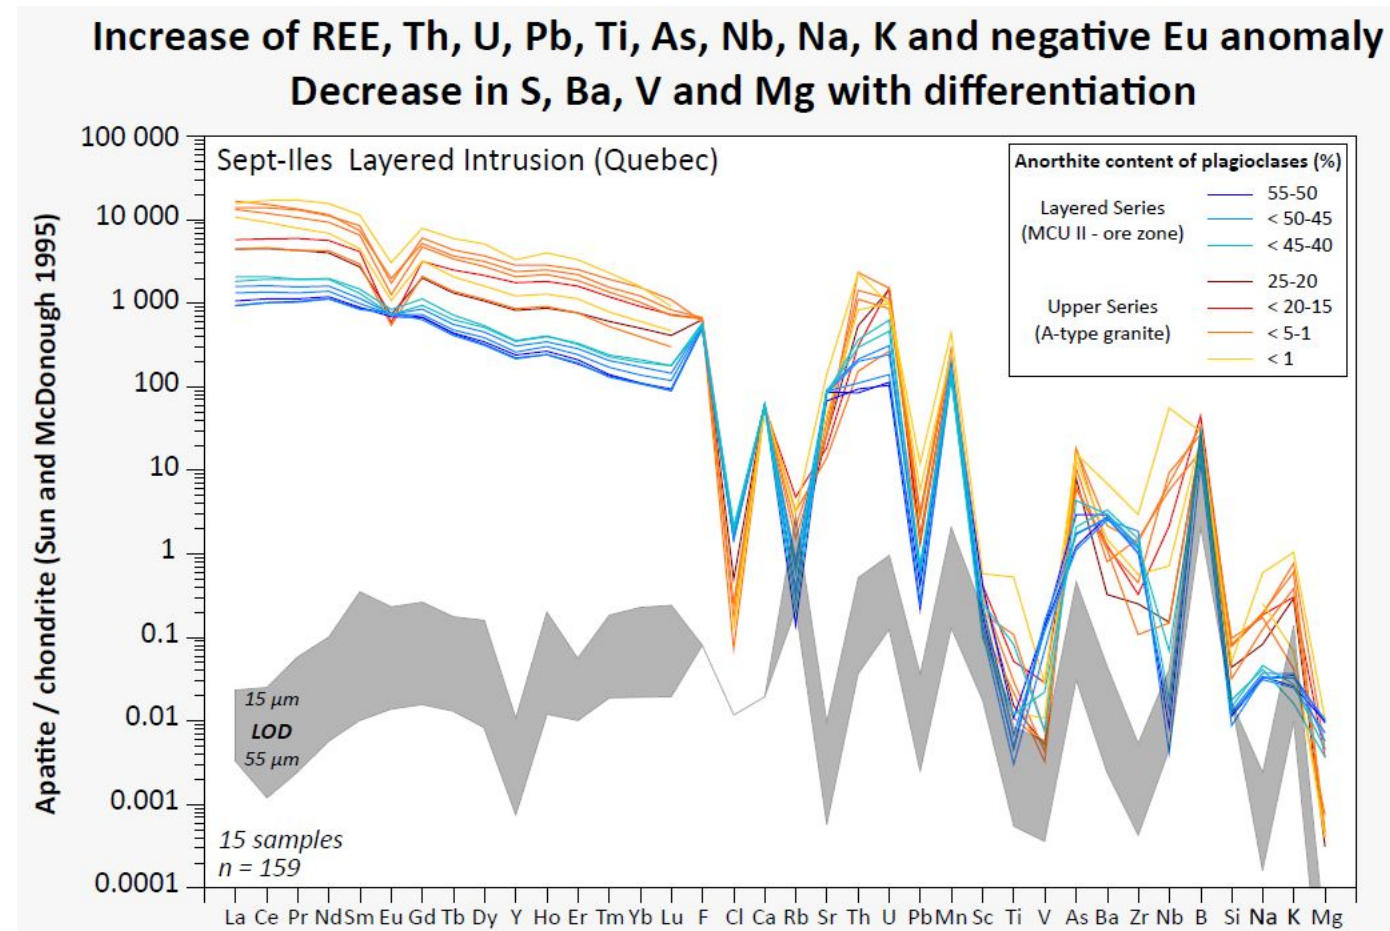 Increase of REE, Th, U, Pb, Ti, As, Nb, Na, K and negative Eu anomaly
Decrease in S, Ba, V and Mg with differentiation
Apatite / chondrite (Sun and McDonough 1995)
100 000
10 000
1 000
100
10
1
0.1
0.01
0.001
0.0001
Sept-Iles Layered Intrusion (Quebec)
Anorthite content of plagioclases (%)
Layered Series
(MCU II - ore zone)
55-50
< 50-45
< 45-40
Upper Series
(A-type granite)
25-20
< 20-15
< 5-1
< 1
15 µm
LOD
55 µm
15 samples
n = 159
La Ce Pr Nd Sm Eu Gd Tb Dy Y Ho Er Tm Yb Lu F Cl Ca Rb Sr Th U Pb Mn Sc Ti V As Ba Zr Nb B Si Na K Mg